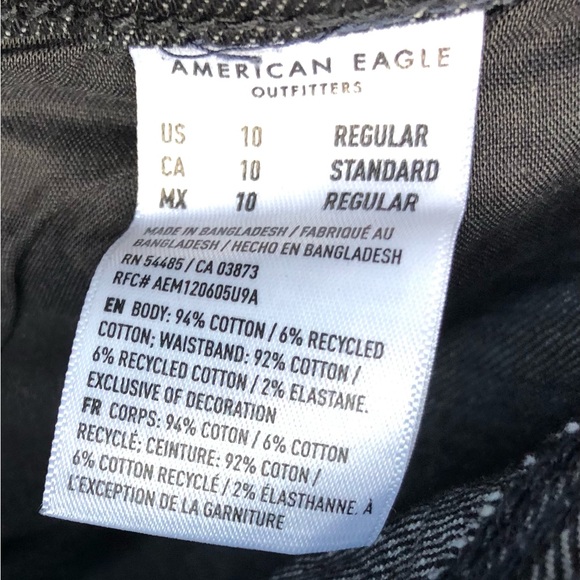 AMERICAN EAGLE
OUTFITTERS
US 10 REGULAR
CA 10 STANDARD
MX 10 REGULAR
MADE IN BANGLADESH / FABRIQUÉ AU
BANGLADESH / HECHO EN BANGLADESH
RN 54485 / CA 03873
RFC# AEM120605U9A
EN BODY: 94% COTTON / 6% RECYCLED
COTTON; WAISTBAND: 92% COTTON /
6% RECYCLED COTTON / 2% ELASTANE.
EXCLUSIVE OF DECORATION
FR CORPS: 94% COTON / 6% COTTON
RECYCLÉ; CEINTURE: 92% COTON /
6% COTTON RECYCLÉ / 2% ÉLASTHANNE. À
L'EXCEPTION DE LA GARNITURE